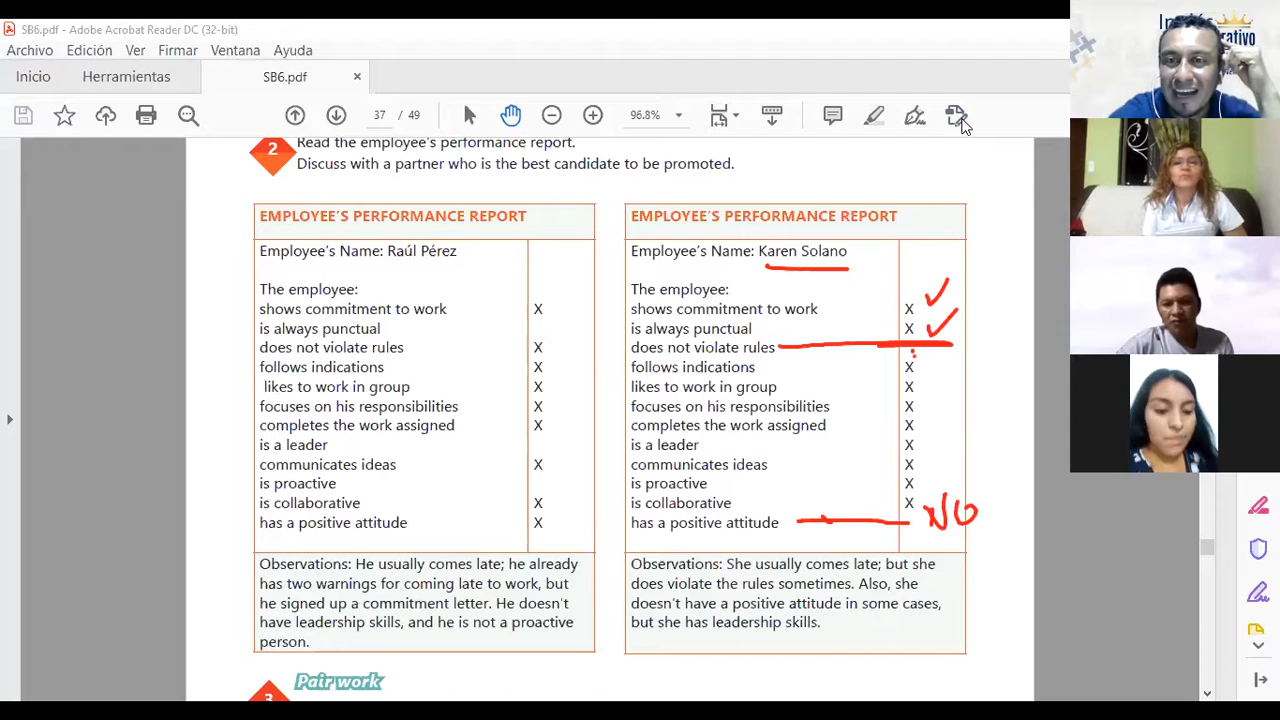 SB6.pdf - Adobe Acrobat Reader DC (32-bit)
Archivo Edición Ver Firmar Ventana Ayuda
Inicio Herramientas SB6.pdf ×
37 / 49 96.8%
2 Read the employee's performance report.
Discuss with a partner who is the best candidate to be promoted.
EMPLOYEE'S PERFORMANCE REPORT
Employee's Name: Raúl Pérez
The employee:
shows commitment to work X
is always punctual
does not violate rules X
follows indications X
likes to work in group X
focuses on his responsibilities X
completes the work assigned X
is a leader
communicates ideas X
is proactive
is collaborative X
has a positive attitude X
Observations: He usually comes late; he already
has two warnings for coming late to work, but
he signed up a commitment letter. He doesn't
have leadership skills, and he is not a proactive
person.
EMPLOYEE'S PERFORMANCE REPORT
Employee's Name: Karen Solano
The employee:
shows commitment to work X ✓
is always punctual X ✓
does not violate rules
follows indications X
likes to work in group X
focuses on his responsibilities X
completes the work assigned X
is a leader X
communicates ideas X
is proactive X
is collaborative X
has a positive attitude NO
Observations: She usually comes late; but she
does violate the rules sometimes. Also, she
doesn't have a positive attitude in some cases,
but she has leadership skills.
3 Pair work